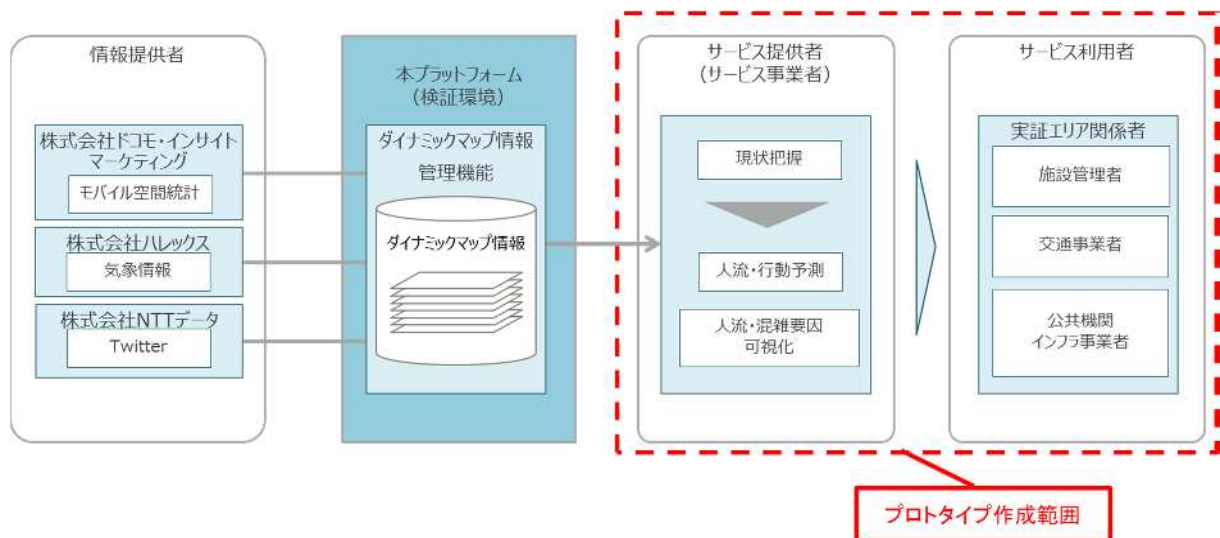 情報提供者
株式会社ドコモ・インサイト
マーケティング
モバイル空間統計
株式会社ハレックス
気象情報
株式会社NTTデータ
Twitter
本プラットフォーム
(検証環境)
ダイナミックマップ情報
管理機能
ダイナミックマップ情報
サービス提供者
(サービス事業者)
現状把握
人流・行動予測
人流・混雑要因
可視化
サービス利用者
実証エリア関係者
施設管理者
交通事業者
公共機関
インフラ事業者
プロトタイプ作成範囲